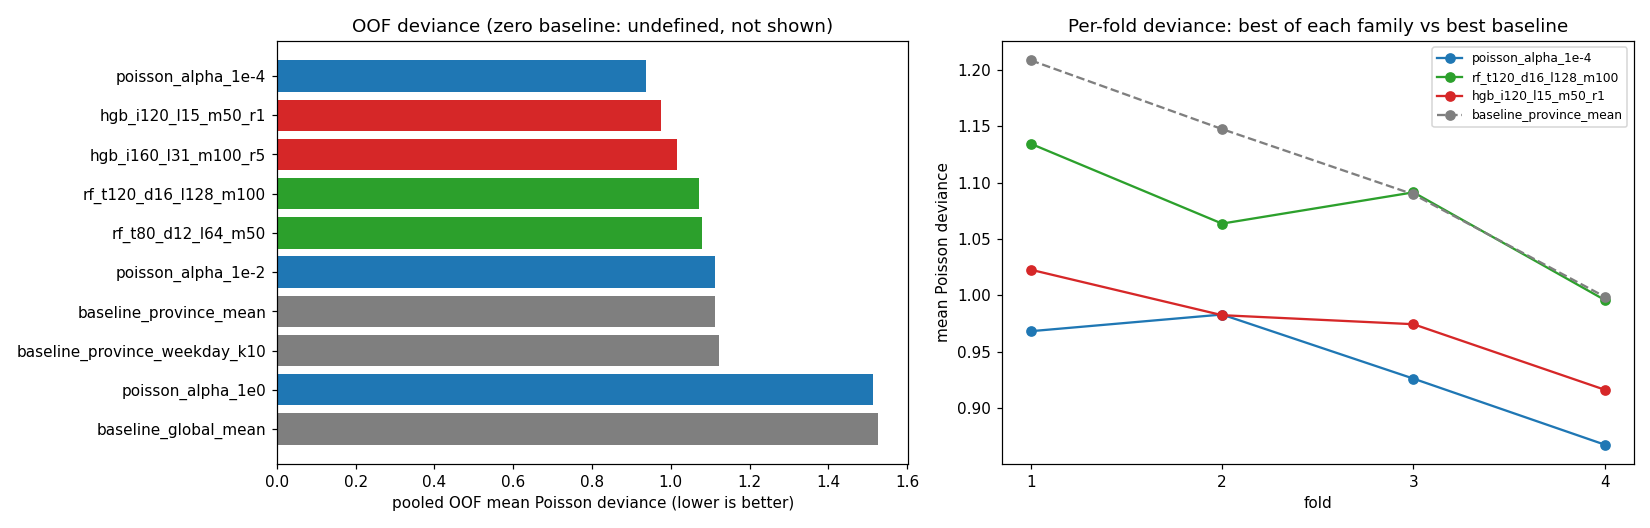 OOF deviance (zero baseline: undefined, not shown)
poisson_alpha_1e-4
hgb_i120_l15_m50_r1
hgb_i160_l31_m100_r5
rf_t120_d16_l128_m100
rf_t80_d12_l64_m50
poisson_alpha_1e-2
baseline_province_mean
baseline_province_weekday_k10
poisson_alpha_1e0
baseline_global_mean
0.0 0.2 0.4 0.6 0.8 1.0 1.2 1.4 1.6
pooled OOF mean Poisson deviance (lower is better)
Per-fold deviance: best of each family vs best baseline
poisson_alpha_1e-4
rf_t120_d16_l128_m100
hgb_i120_l15_m50_r1
baseline_province_mean
mean Poisson deviance
1.20
1.15
1.10
1.05
1.00
0.95
0.90
1 2 3 4
fold